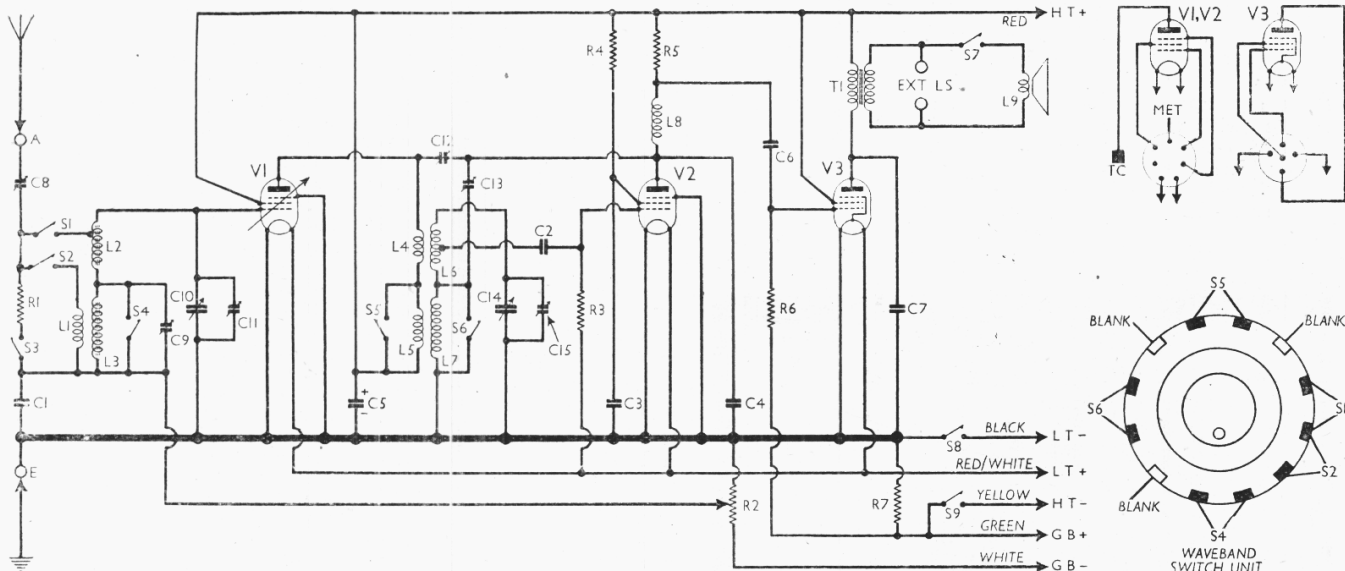 HT+
RED
R4
R5
S7
T1
EXT LS.
L9
V1,V2
V3
MET
TC
A
C8
V1
C12
C13
L8
V2
C6
V3
S1
S2
L2
L4
L6
C2
R1
L1
S4
C10
C11
S5
C14
R3
R6
C7
S3
L3
C9
L5
S6
L7
C15
C1
C5
+
-
C3
C4
S5
BLANK
BLANK
S6
S1
S2
BLANK
S4
WAVEBAND
SWITCH UNIT
E
S8
BLACK
LT-
RED/WHITE
LT+
R2
R7
S9
YELLOW
HT-
GREEN
GB+
WHITE
GB-